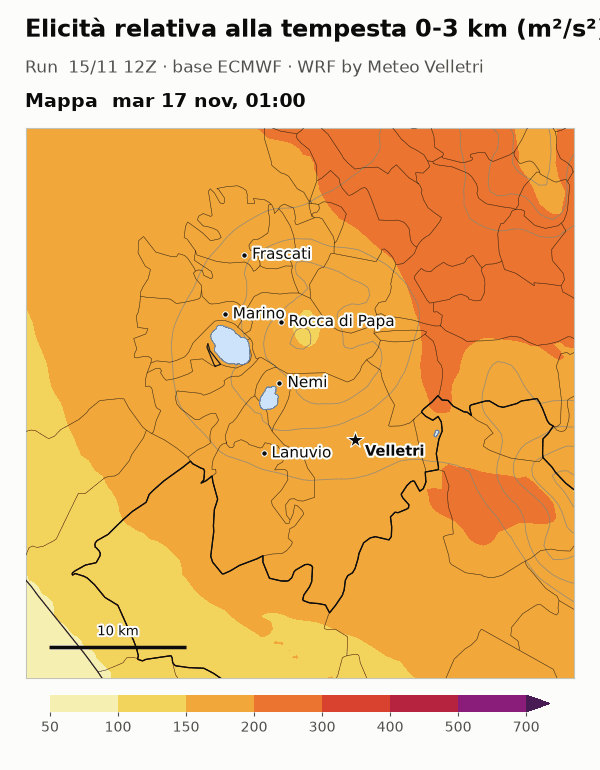 Elicità relativa alla tempesta 0-3 km (m²/s²)
Run  15/11 12Z · base ECMWF · WRF by Meteo Velletri
Mappa  mar 17 nov, 01:00
Frascati
Marino
Rocca di Papa
Nemi
Velletri
Lanuvio
10 km
50 100 150 200 300 400 500 700